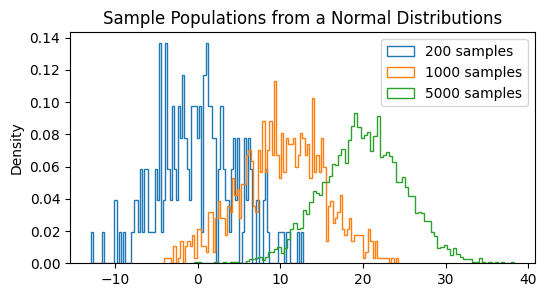 Sample Populations from a Normal Distributions
Density
0.14
0.12
0.10
0.08
0.06
0.04
0.02
0.00
200 samples
1000 samples
5000 samples
−10
0
10
20
30
40